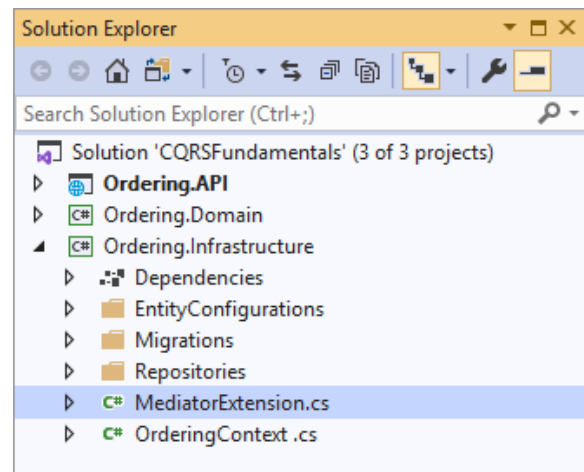 Solution Explorer
Search Solution Explorer (Ctrl+;)
Solution 'CQRSFundamentals' (3 of 3 projects)
Ordering.API
C# Ordering.Domain
C# Ordering.Infrastructure
Dependencies
EntityConfigurations
Migrations
Repositories
C# MediatorExtension.cs
C# OrderingContext .cs